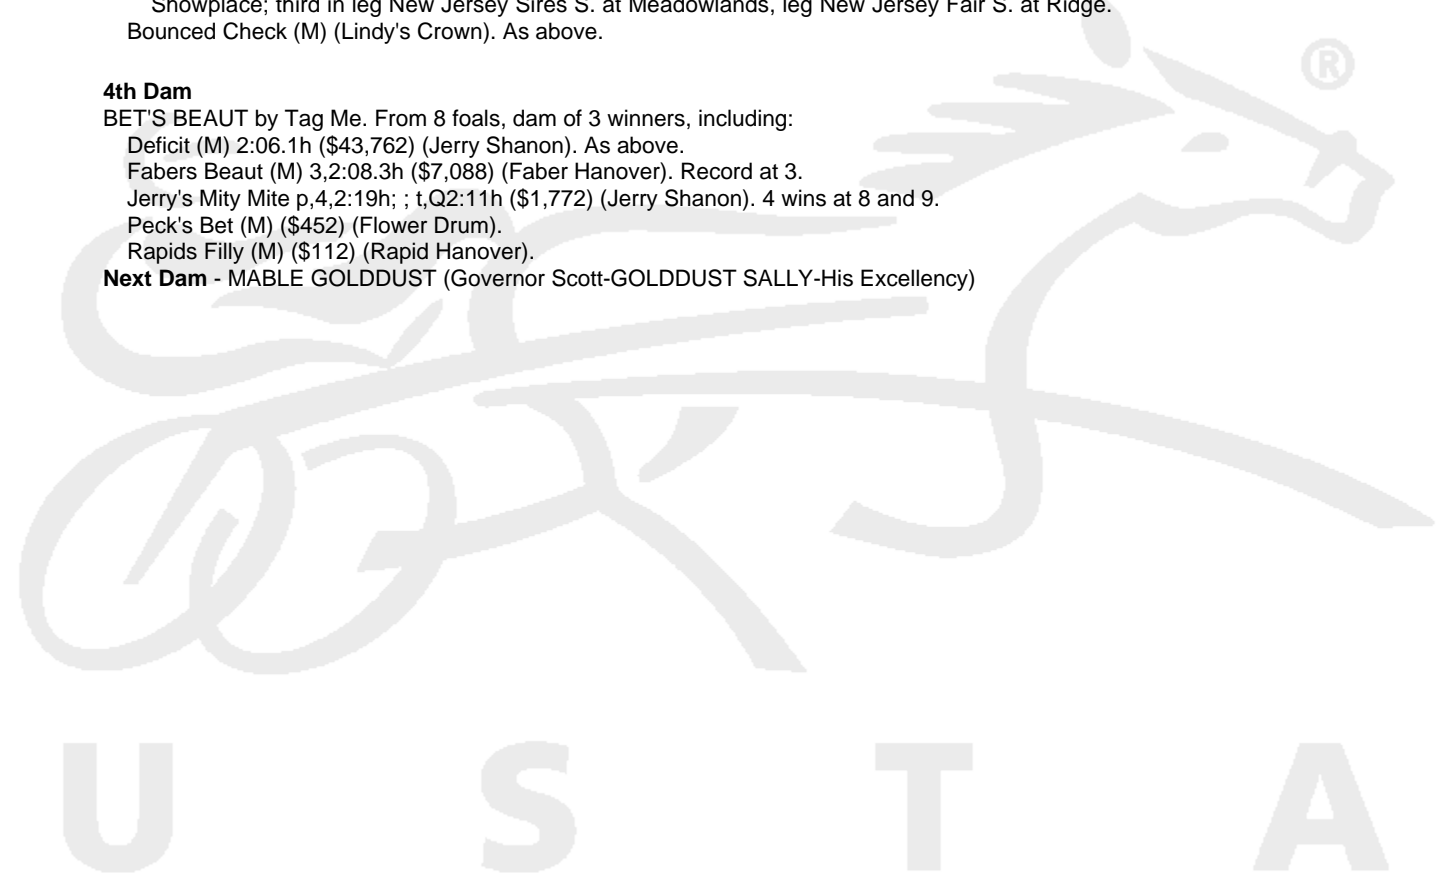 Showplace; third in leg New Jersey Sires S. at Meadowlands, leg New Jersey Fair S. at Ridge.
Bounced Check (M) (Lindy's Crown). As above.
4th Dam
BET'S BEAUT by Tag Me. From 8 foals, dam of 3 winners, including:
Deficit (M) 2:06.1h ($43,762) (Jerry Shanon). As above.
Fabers Beaut (M) 3,2:08.3h ($7,088) (Faber Hanover). Record at 3.
Jerry's Mity Mite p,4,2:19h; ; t,Q2:11h ($1,772) (Jerry Shanon). 4 wins at 8 and 9.
Peck's Bet (M) ($452) (Flower Drum).
Rapids Filly (M) ($112) (Rapid Hanover).
Next Dam - MABLE GOLDDUST (Governor Scott-GOLDDUST SALLY-His Excellency)
®
U S T A